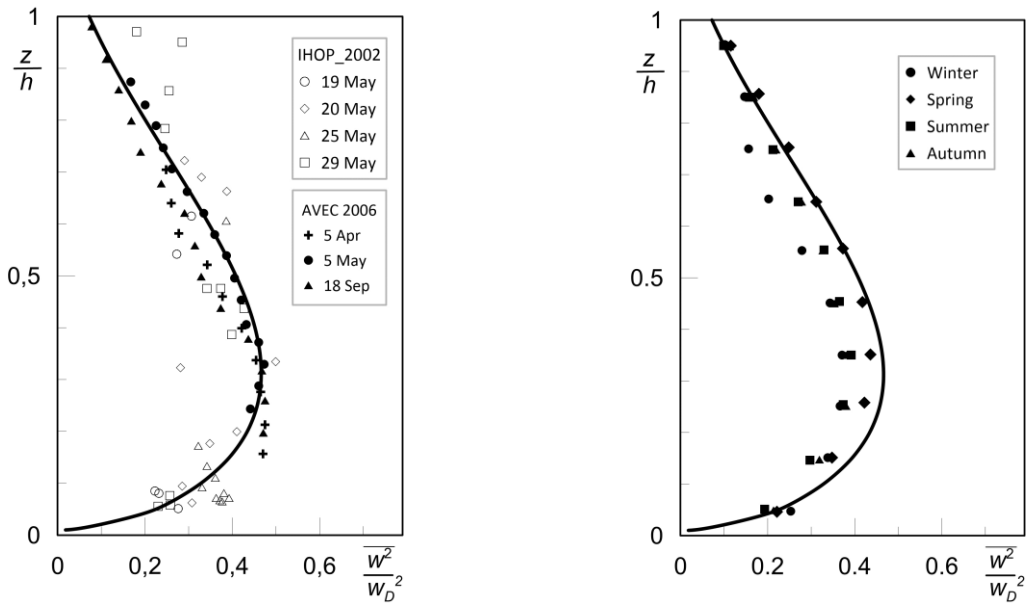 1
z
h
IHOP_2002
19 May
20 May
25 May
29 May
AVEC 2006
5 Apr
5 May
18 Sep
0,5
0
0
0,2
0,4
0,6
w²
w_D²
1
z
h
Winter
Spring
Summer
Autumn
0.5
0
0
0.2
0.4
0.6
w²
w_D²